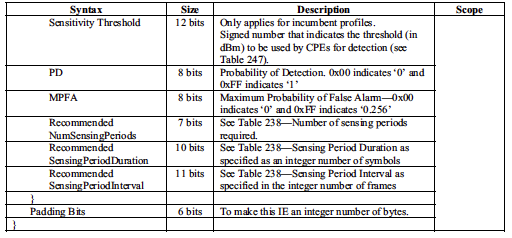 Syntax Size Description Scope
Sensitivity Threshold 12 bits Only applies for incumbent profiles.
Signed number that indicates the threshold (in
dBm) to be used by CPEs for detection (see
Table 247).
PD 8 bits Probability of Detection. 0x00 indicates ‘0’ and
0xFF indicates ‘1’
MPFA 8 bits Maximum Probability of False Alarm—0x00
indicates ‘0’ and 0xFF indicates ‘0.256’
Recommended 7 bits See Table 238—Number of sensing periods
NumSensingPeriods required.
Recommended 10 bits See Table 238—Sensing Period Duration as
SensingPeriodDuration specified as an integer number of symbols
Recommended 11 bits See Table 238—Sensing Period Interval as
SensingPeriodInterval specified in the integer number of frames
}
Padding Bits 6 bits To make this IE an integer number of bytes.
}